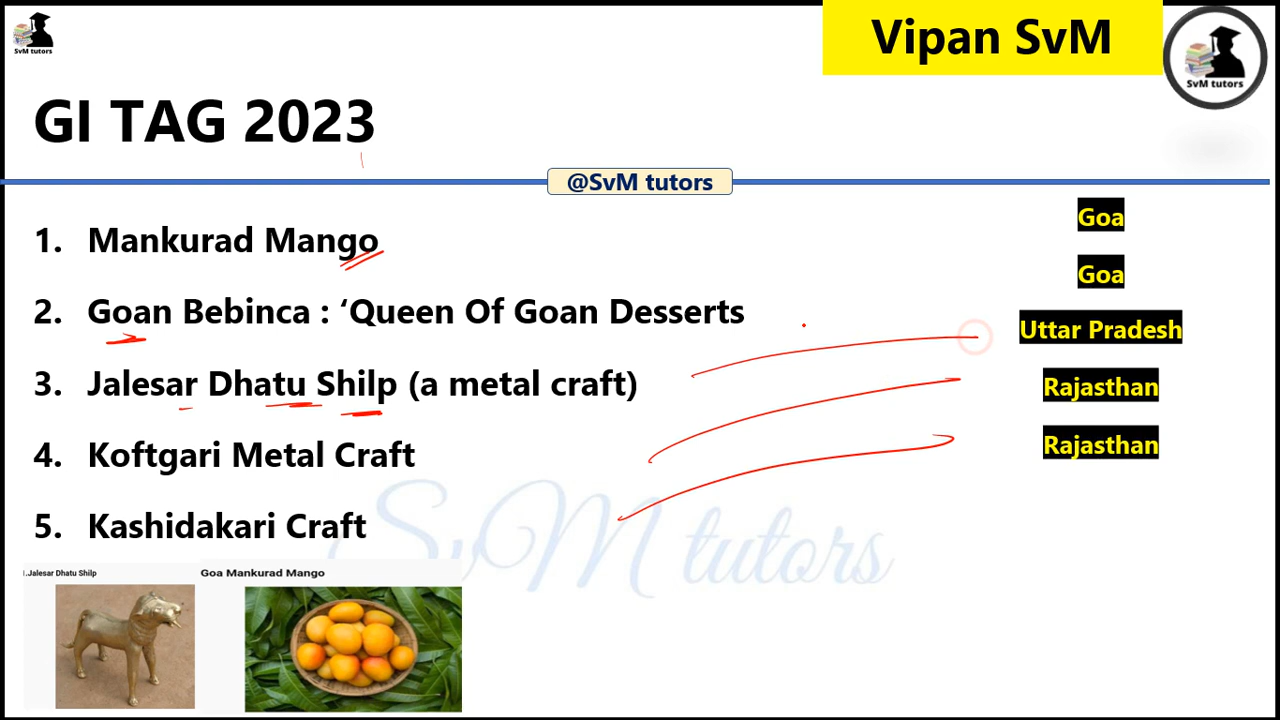 SvM tutors
Vipan SvM
SvM tutors
GI TAG 2023
@SvM tutors
1. Mankurad Mango
Goa
2. Goan Bebinca : ‘Queen Of Goan Desserts
Goa
3. Jalesar Dhatu Shilp (a metal craft)
Uttar Pradesh
4. Koftgari Metal Craft
Rajasthan
5. Kashidakari Craft
Rajasthan
SvM tutors
.Jalesar Dhatu Shilp
Goa Mankurad Mango